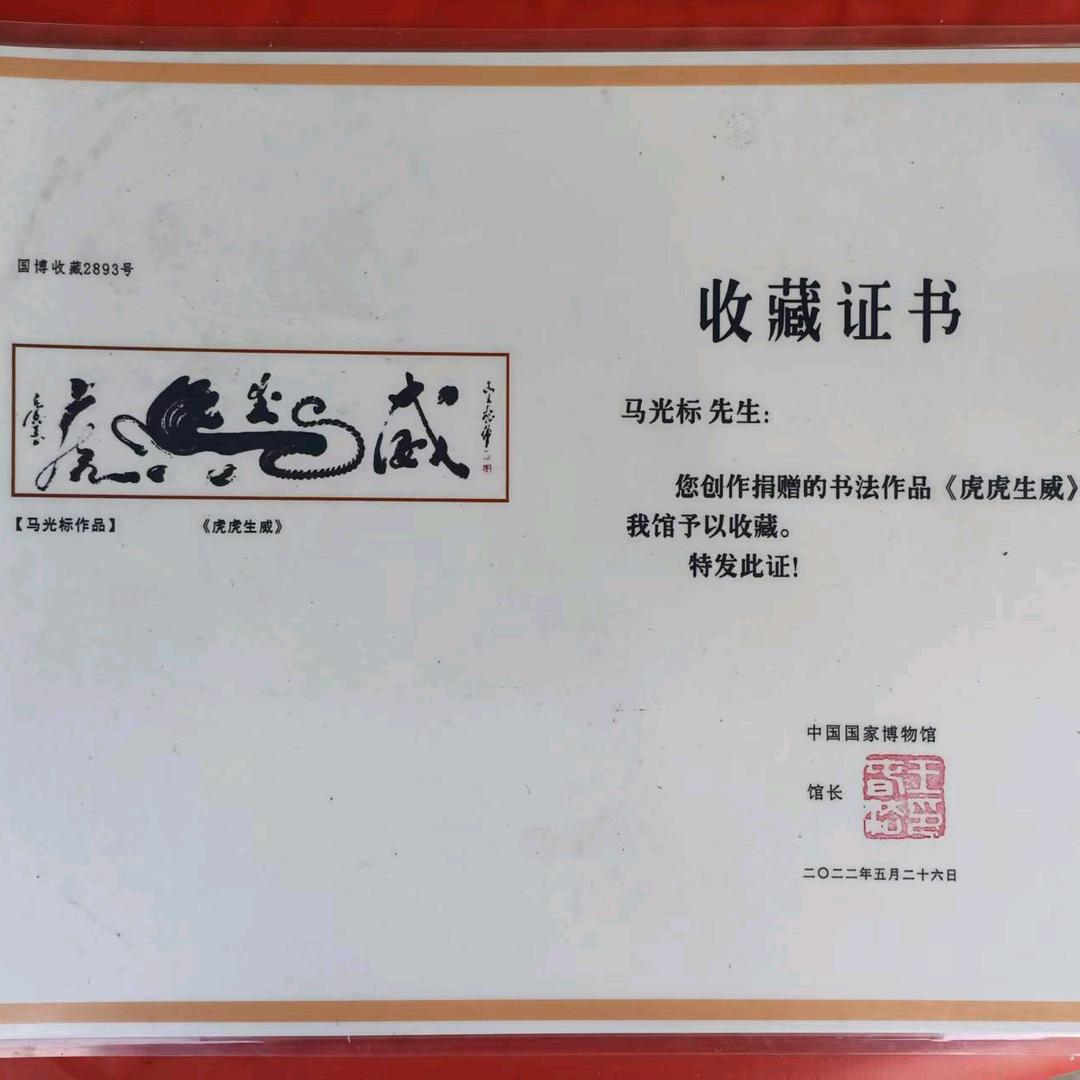 国博收藏2893号
虎 生 威
【马光标作品】 《虎虎生威》
收藏证书
马光标 先生:
您创作捐赠的书法作品《虎虎生威》
我馆予以收藏。
特发此证!
中国国家博物馆
馆长
二〇二二年五月二十六日